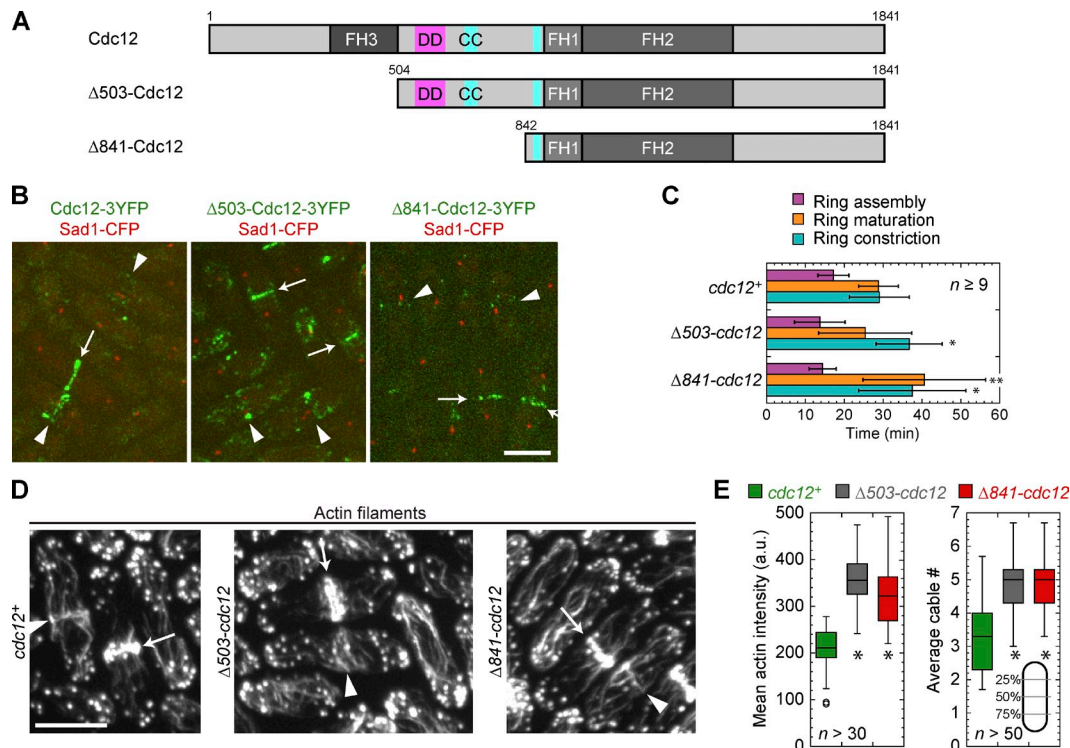 A
1 1841
Cdc12 FH3 DD CC FH1 FH2
504 1841
Δ503-Cdc12 DD CC FH1 FH2
842 1841
Δ841-Cdc12 FH1 FH2
B
Cdc12-3YFP Δ503-Cdc12-3YFP Δ841-Cdc12-3YFP
Sad1-CFP Sad1-CFP Sad1-CFP
C
Ring assembly
Ring maturation
Ring constriction
cdc12+ n ≥ 9
Δ503-cdc12 *
Δ841-cdc12 **
*
0 10 20 30 40 50 60
Time (min)
D
Actin filaments
cdc12+
Δ503-cdc12
Δ841-cdc12
E
cdc12+ Δ503-cdc12 Δ841-cdc12
Mean actin intensity (a.u.)
500
400
300
200
100
0
* *
n > 30
Average cable #
7
6
5
4
3
2
1
0
* *
25%
50%
75%
n > 50